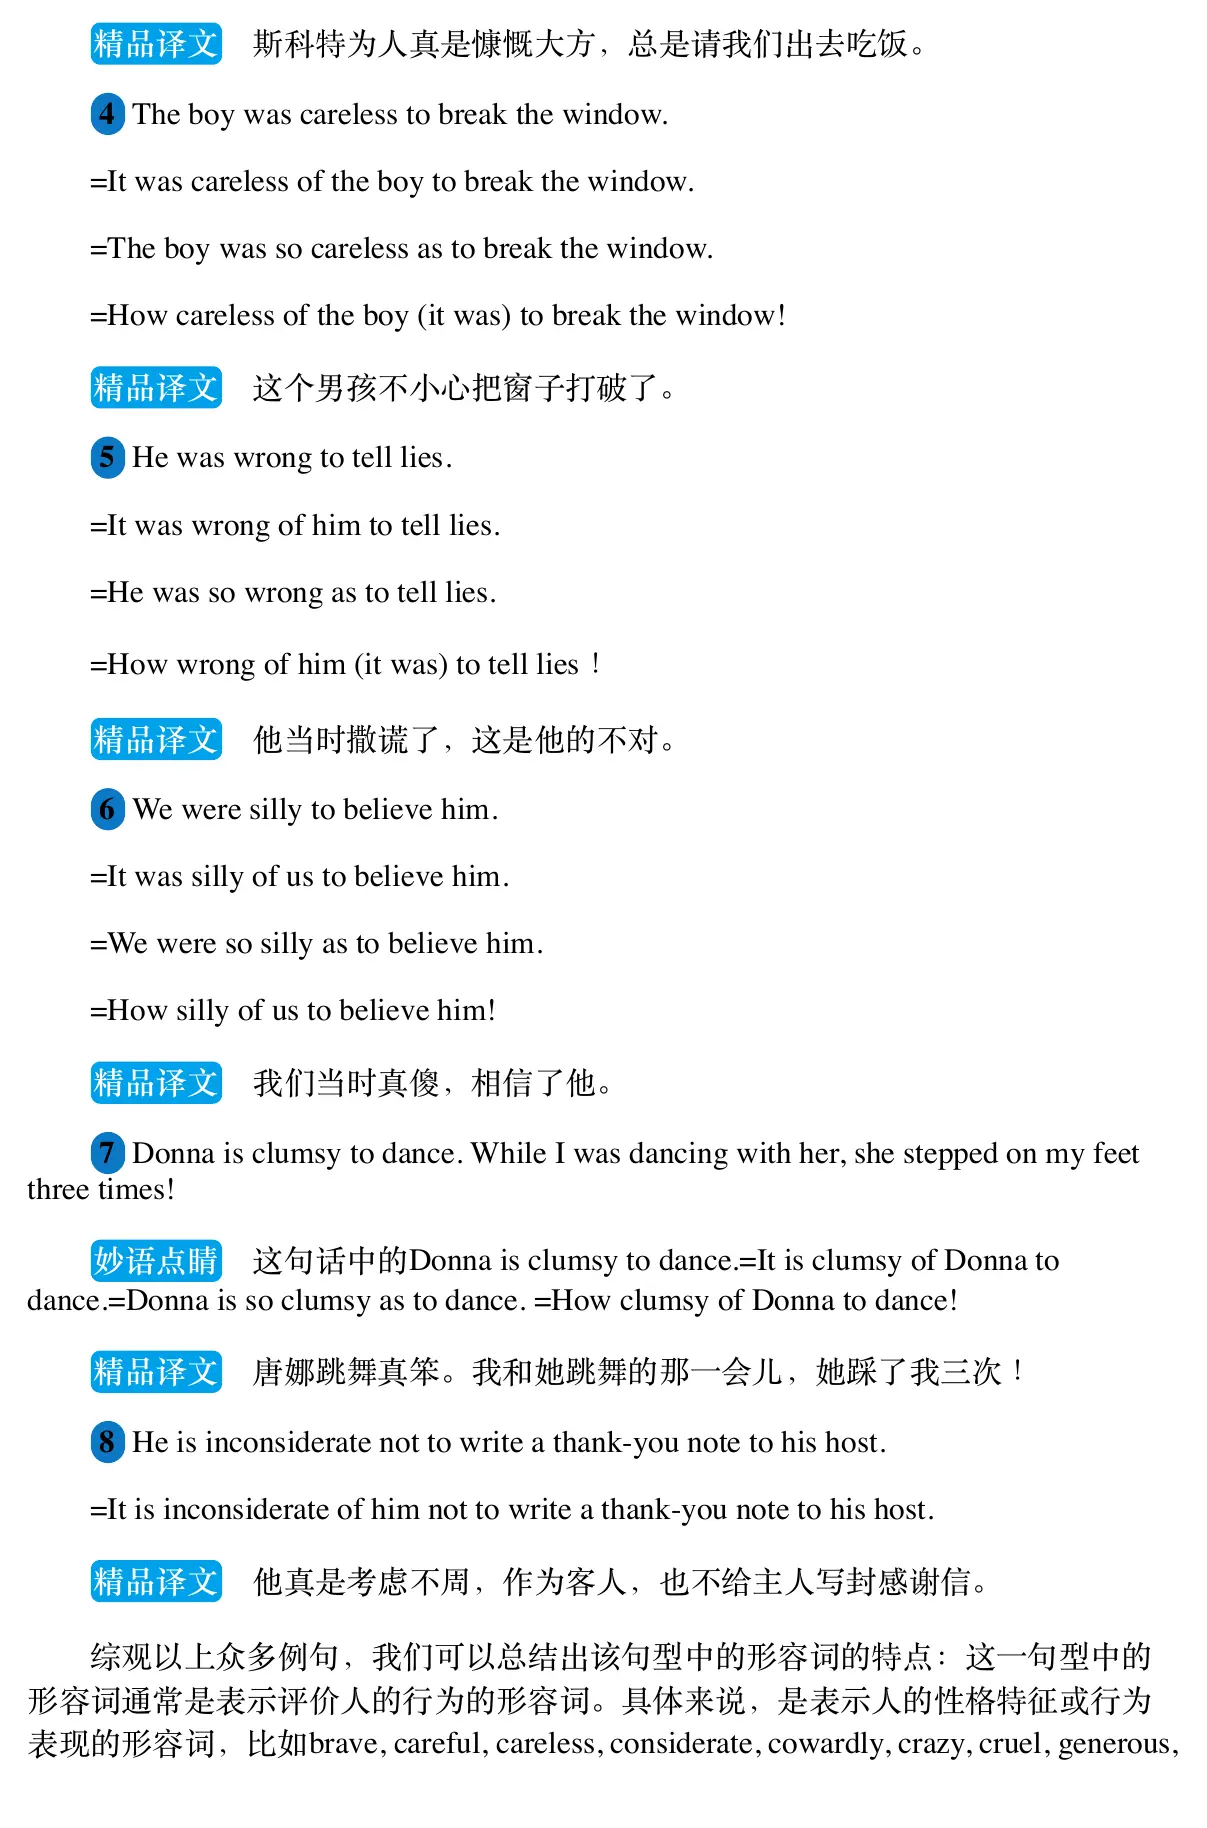 精品译文 斯科特为人真是慷慨大方，总是请我们出去吃饭。
4 The boy was careless to break the window.
=It was careless of the boy to break the window.
=The boy was so careless as to break the window.
=How careless of the boy (it was) to break the window!
精品译文 这个男孩不小心把窗子打破了。
5 He was wrong to tell lies.
=It was wrong of him to tell lies.
=He was so wrong as to tell lies.
=How wrong of him (it was) to tell lies！
精品译文 他当时撒谎了，这是他的不对。
6 We were silly to believe him.
=It was silly of us to believe him.
=We were so silly as to believe him.
=How silly of us to believe him!
精品译文 我们当时真傻，相信了他。
7 Donna is clumsy to dance. While I was dancing with her, she stepped on my feet
three times!
妙语点睛 这句话中的Donna is clumsy to dance.=It is clumsy of Donna to
dance.=Donna is so clumsy as to dance. =How clumsy of Donna to dance!
精品译文 唐娜跳舞真笨。我和她跳舞的那一会儿，她踩了我三次！
8 He is inconsiderate not to write a thank-you note to his host.
=It is inconsiderate of him not to write a thank-you note to his host.
精品译文 他真是考虑不周，作为客人，也不给主人写封感谢信。
综观以上众多例句，我们可以总结出该句型中的形容词的特点：这一句型中的
形容词通常是表示评价人的行为的形容词。具体来说，是表示人的性格特征或行为
表现的形容词，比如brave, careful, careless, considerate, cowardly, crazy, cruel, generous,